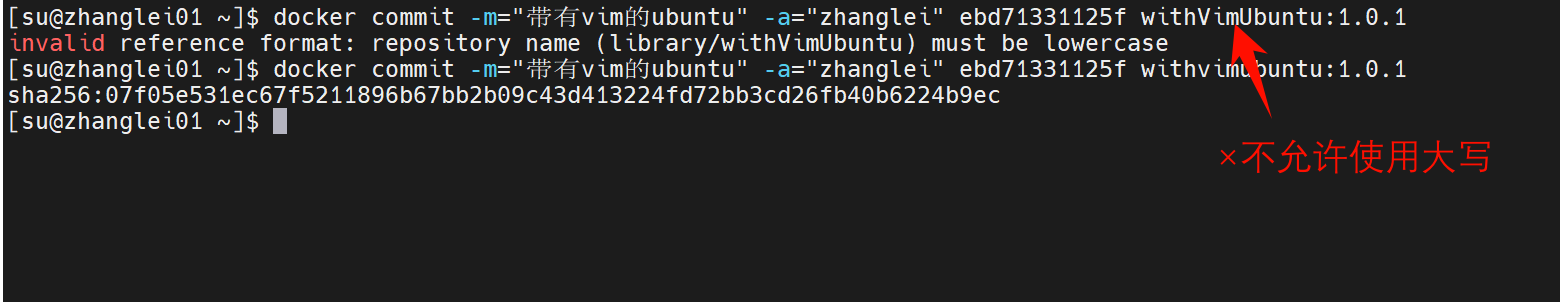 [su@zhanglei01 ~]$ docker commit -m="带有vim的ubuntu" -a="zhanglei" ebd71331125f withVimUbuntu:1.0.1
invalid reference format: repository name (library/withVimUbuntu) must be lowercase
[su@zhanglei01 ~]$ docker commit -m="带有vim的ubuntu" -a="zhanglei" ebd71331125f withvimubuntu:1.0.1
sha256:07f05e531ec67f5211896b67bb2b09c43d413224fd72bb3cd26fb40b6224b9ec
[su@zhanglei01 ~]$
×不允许使用大写